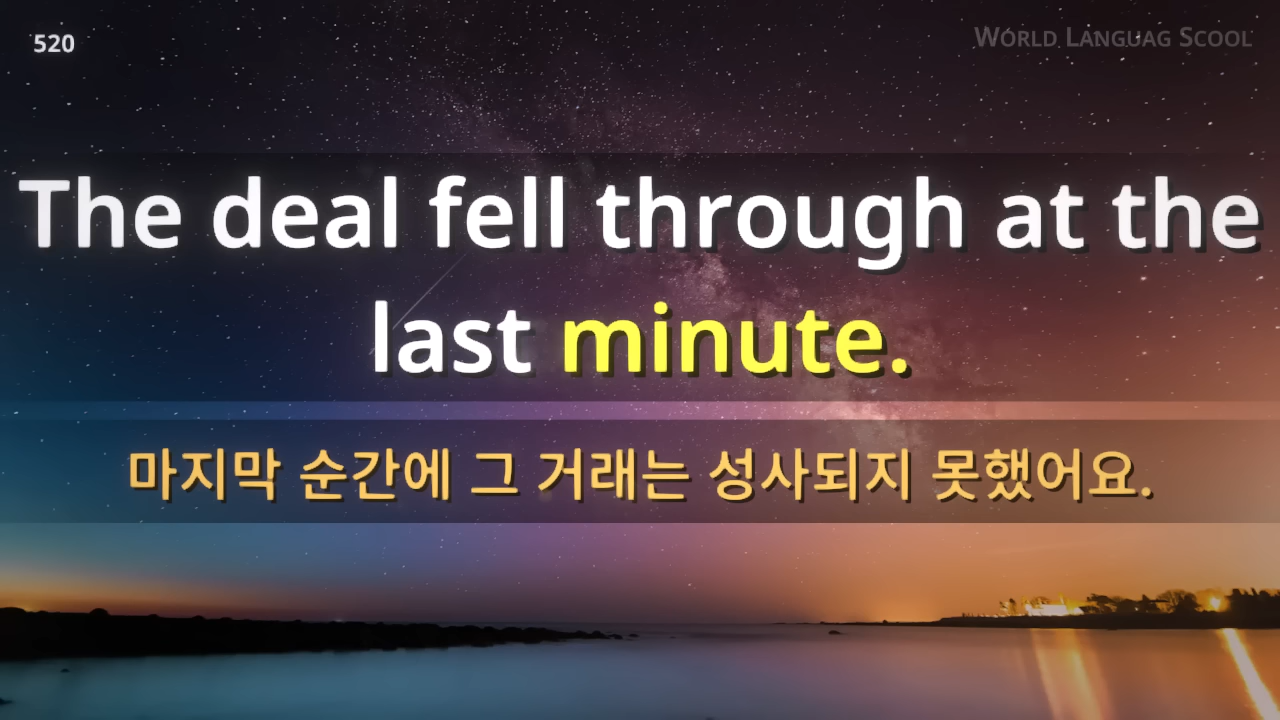 520
World Languag Scool
The deal fell through at the
last minute.
마지막 순간에 그 거래는 성사되지 못했어요.